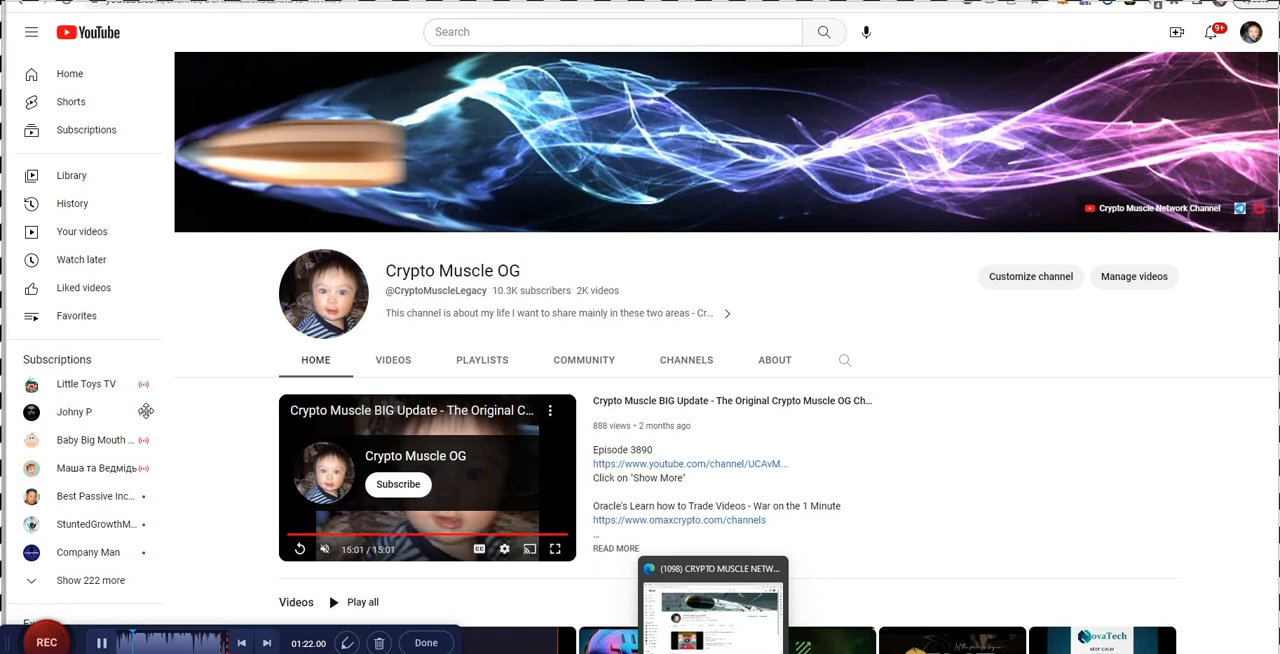 YouTube
Search
9+
Home
Shorts
Subscriptions
Library
History
Your videos
Watch later
Liked videos
Favorites
Subscriptions
Little Toys TV
Johny P
Baby Big Mouth ...
Маша та Ведмідь
Best Passive Inc...
StuntedGrowthM...
Company Man
Show 222 more
Crypto Muscle Network Channel
Crypto Muscle OG
@CryptoMuscleLegacy 10.3K subscribers 2K videos
This channel is about my life I want to share mainly in these two areas - Cr...
Customize channel
Manage videos
HOME VIDEOS PLAYLISTS COMMUNITY CHANNELS ABOUT
Crypto Muscle BIG Update - The Original C...
Crypto Muscle OG
Subscribe
15:01 / 15:01
CC
Crypto Muscle BIG Update - The Original Crypto Muscle OG Ch...
888 views • 2 months ago
Episode 3890
https://www.youtube.com/channel/UCAvM...
Click on "Show More"
Oracle's Learn how to Trade Videos - War on the 1 Minute
https://www.omaxcrypto.com/channels
...
READ MORE
(1098) CRYPTO MUSCLE NETW...
Videos Play all
REC
01:22.00
Done
NovaTech
KEEP CALM